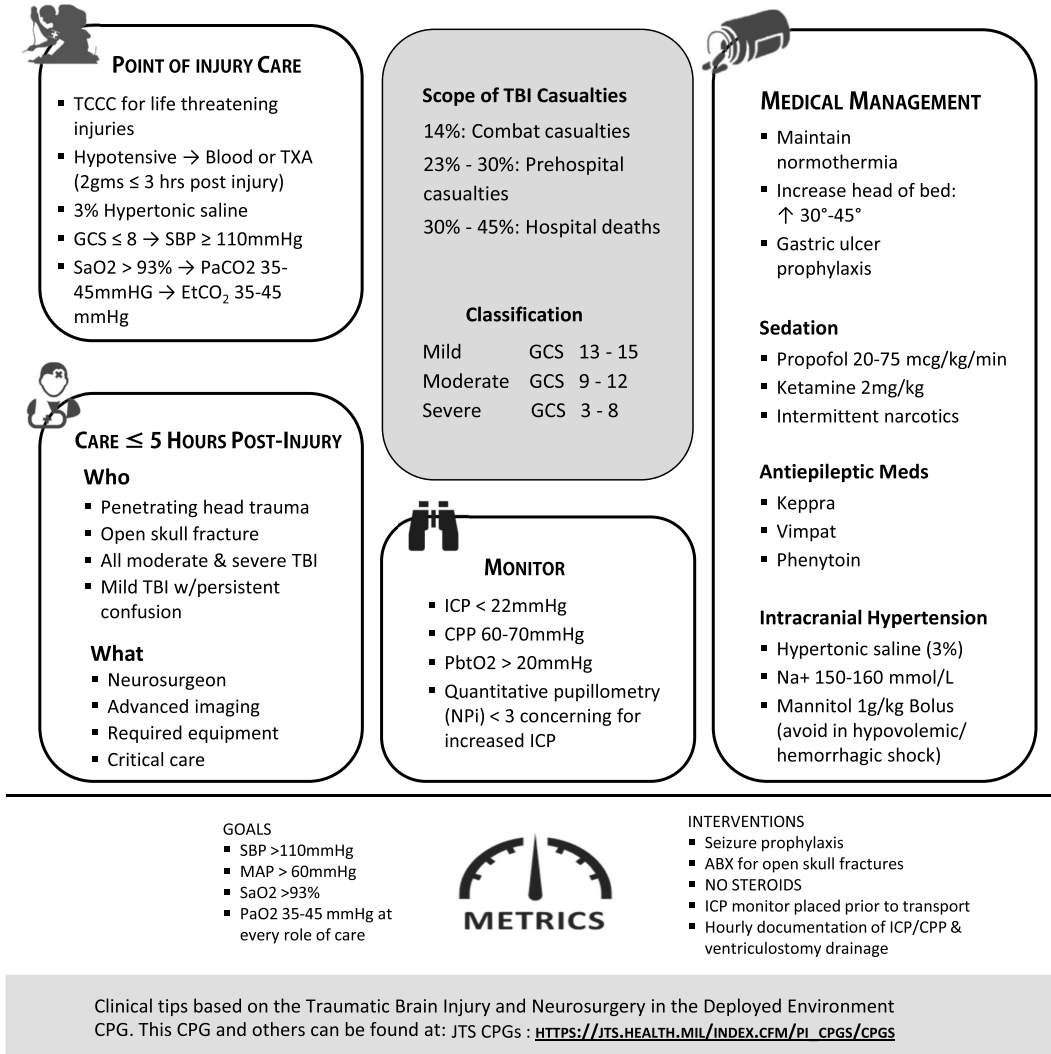 POINT OF INJURY CARE
▪ TCCC for life threatening
injuries
▪ Hypotensive → Blood or TXA
(2gms ≤ 3 hrs post injury)
▪ 3% Hypertonic saline
▪ GCS ≤ 8 → SBP ≥ 110mmHg
▪ SaO2 > 93% → PaCO2 35-
45mmHG → EtCO₂ 35-45
mmHg
CARE ≤ 5 HOURS POST-INJURY
Who
▪ Penetrating head trauma
▪ Open skull fracture
▪ All moderate & severe TBI
▪ Mild TBI w/persistent
confusion
What
▪ Neurosurgeon
▪ Advanced imaging
▪ Required equipment
▪ Critical care
Scope of TBI Casualties
14%: Combat casualties
23% - 30%: Prehospital
casualties
30% - 45%: Hospital deaths
Classification
Mild GCS 13 - 15
Moderate GCS 9 - 12
Severe GCS 3 - 8
MONITOR
▪ ICP < 22mmHg
▪ CPP 60-70mmHg
▪ PbtO2 > 20mmHg
▪ Quantitative pupillometry
(NPi) < 3 concerning for
increased ICP
MEDICAL MANAGEMENT
▪ Maintain
normothermia
▪ Increase head of bed:
↑ 30°-45°
▪ Gastric ulcer
prophylaxis
Sedation
▪ Propofol 20-75 mcg/kg/min
▪ Ketamine 2mg/kg
▪ Intermittent narcotics
Antiepileptic Meds
▪ Keppra
▪ Vimpat
▪ Phenytoin
Intracranial Hypertension
▪ Hypertonic saline (3%)
▪ Na+ 150-160 mmol/L
▪ Mannitol 1g/kg Bolus
(avoid in hypovolemic/
hemorrhagic shock)
GOALS
▪ SBP >110mmHg
▪ MAP > 60mmHg
▪ SaO2 >93%
▪ PaO2 35-45 mmHg at
every role of care
METRICS
INTERVENTIONS
▪ Seizure prophylaxis
▪ ABX for open skull fractures
▪ NO STEROIDS
▪ ICP monitor placed prior to transport
▪ Hourly documentation of ICP/CPP &
ventriculostomy drainage
Clinical tips based on the Traumatic Brain Injury and Neurosurgery in the Deployed Environment
CPG. This CPG and others can be found at: JTS CPGs : HTTPS://JTS.HEALTH.MIL/INDEX.CFM/PI_CPGS/CPGS